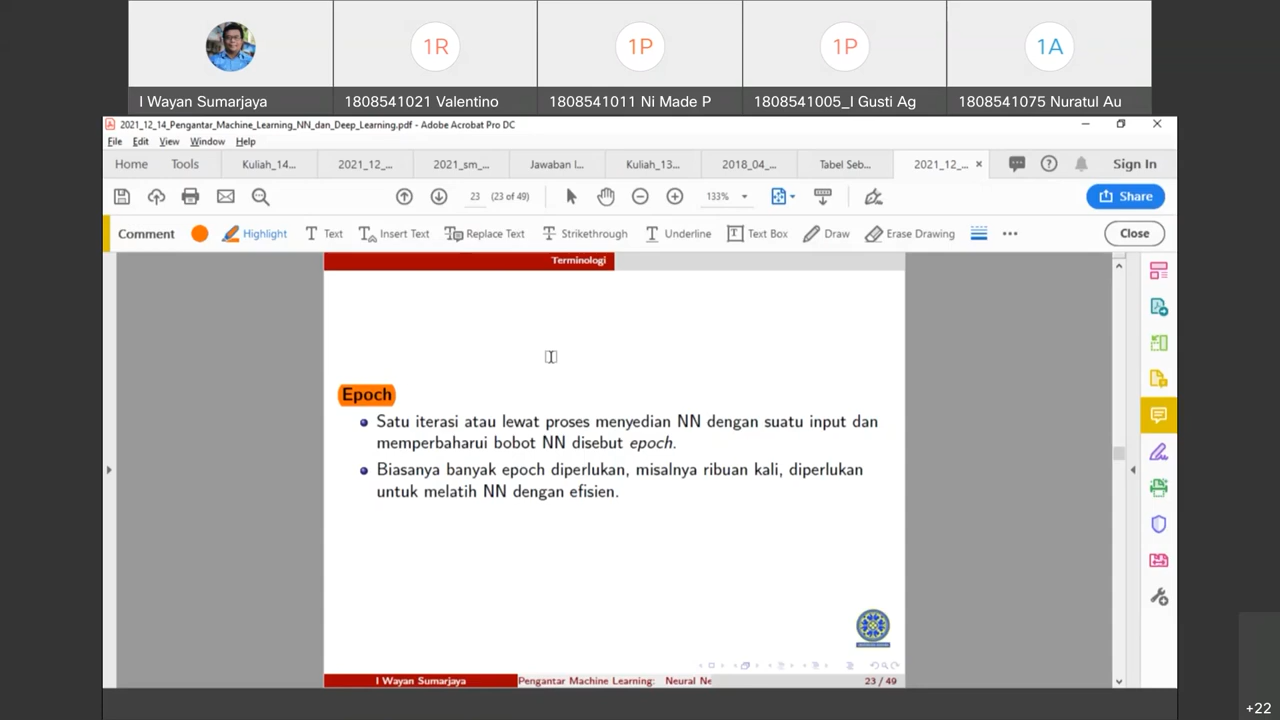 1R
1P
1P
1A
I Wayan Sumarjaya
1808541021 Valentino
1808541011 Ni Made P
1808541005_I Gusti Ag
1808541075 Nuratul Au
2021_12_14_Pengantar_Machine_Learning_NN_dan_Deep_Learning.pdf - Adobe Acrobat Pro DC
File Edit View Window Help
Home Tools Kuliah_14... 2021_12_... 2021_sm_... Jawaban I... Kuliah_13... 2018_04_... Tabel Seb... 2021_12_... × Sign In
23 (23 of 49) 133% Share
Comment Highlight Text Insert Text Replace Text Strikethrough Underline Text Box Draw Erase Drawing Close
Terminologi
Epoch
Satu iterasi atau lewat proses menyedian NN dengan suatu input dan
memperbaharui bobot NN disebut epoch.
Biasanya banyak epoch diperlukan, misalnya ribuan kali, diperlukan
untuk melatih NN dengan efisien.
I Wayan Sumarjaya Pengantar Machine Learning: Neural Ne 23 / 49
+22